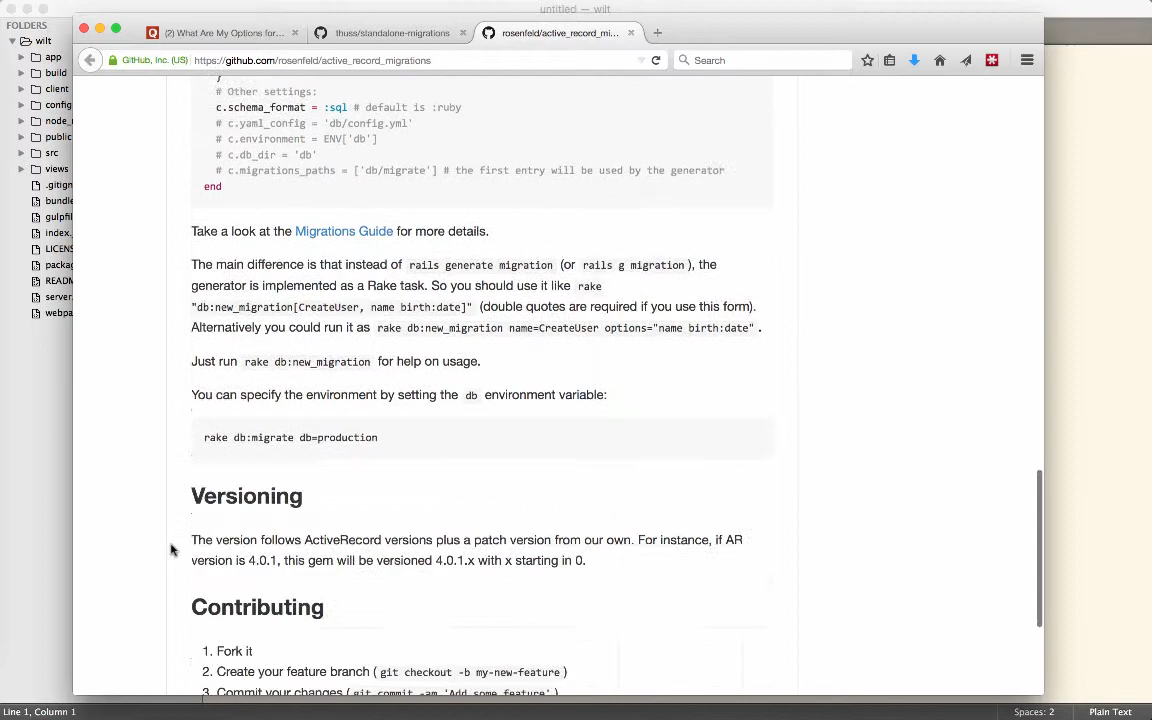 untitled — wilt
FOLDERS
wilt
app
build
client
config
node_
public
src
views
.gitign
bundle
gulpfil
index.
LICEN
packag
READM
server.
webpa
(2) What Are My Options for...
thuss/standalone-migrations
rosenfeld/active_record_mi...
GitHub, Inc. (US)
https://github.com/rosenfeld/active_record_migrations
Search
}
# Other settings:
c.schema_format = :sql # default is :ruby
# c.yaml_config = 'db/config.yml'
# c.environment = ENV['db']
# c.db_dir = 'db'
# c.migrations_paths = ['db/migrate'] # the first entry will be used by the generator
end
Take a look at the Migrations Guide for more details.
The main difference is that instead of rails generate migration (or rails g migration ), the
generator is implemented as a Rake task. So you should use it like rake
"db:new_migration[CreateUser, name birth:date]" (double quotes are required if you use this form).
Alternatively you could run it as rake db:new_migration name=CreateUser options="name birth:date" .
Just run rake db:new_migration for help on usage.
You can specify the environment by setting the db environment variable:
rake db:migrate db=production
Versioning
The version follows ActiveRecord versions plus a patch version from our own. For instance, if AR
version is 4.0.1, this gem will be versioned 4.0.1.x with x starting in 0.
Contributing
1. Fork it
2. Create your feature branch ( git checkout -b my-new-feature )
3. Commit your changes ( git commit -am 'Add some feature' )
Line 1, Column 1
Spaces: 2
Plain Text